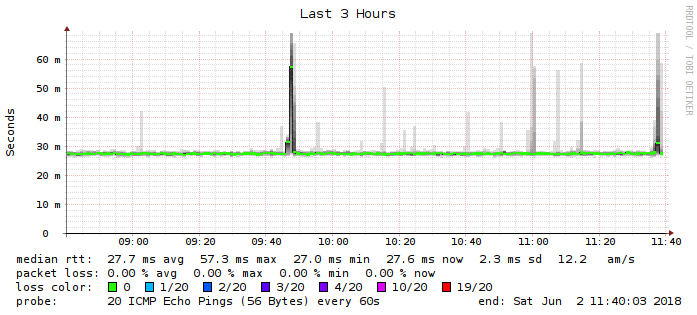 Last 3 Hours
RRDTOOL / TOBI OETIKER
Seconds
60 m
50 m
40 m
30 m
20 m
10 m
0
09:00 09:20 09:40 10:00 10:20 10:40 11:00 11:20 11:40
median rtt: 27.7 ms avg 57.3 ms max 27.0 ms min 27.6 ms now 2.3 ms sd 12.2 am/s
packet loss: 0.00 % avg 0.00 % max 0.00 % min 0.00 % now
loss color: 0 1/20 2/20 3/20 4/20 10/20 19/20
probe: 20 ICMP Echo Pings (56 Bytes) every 60s end: Sat Jun 2 11:40:03 2018